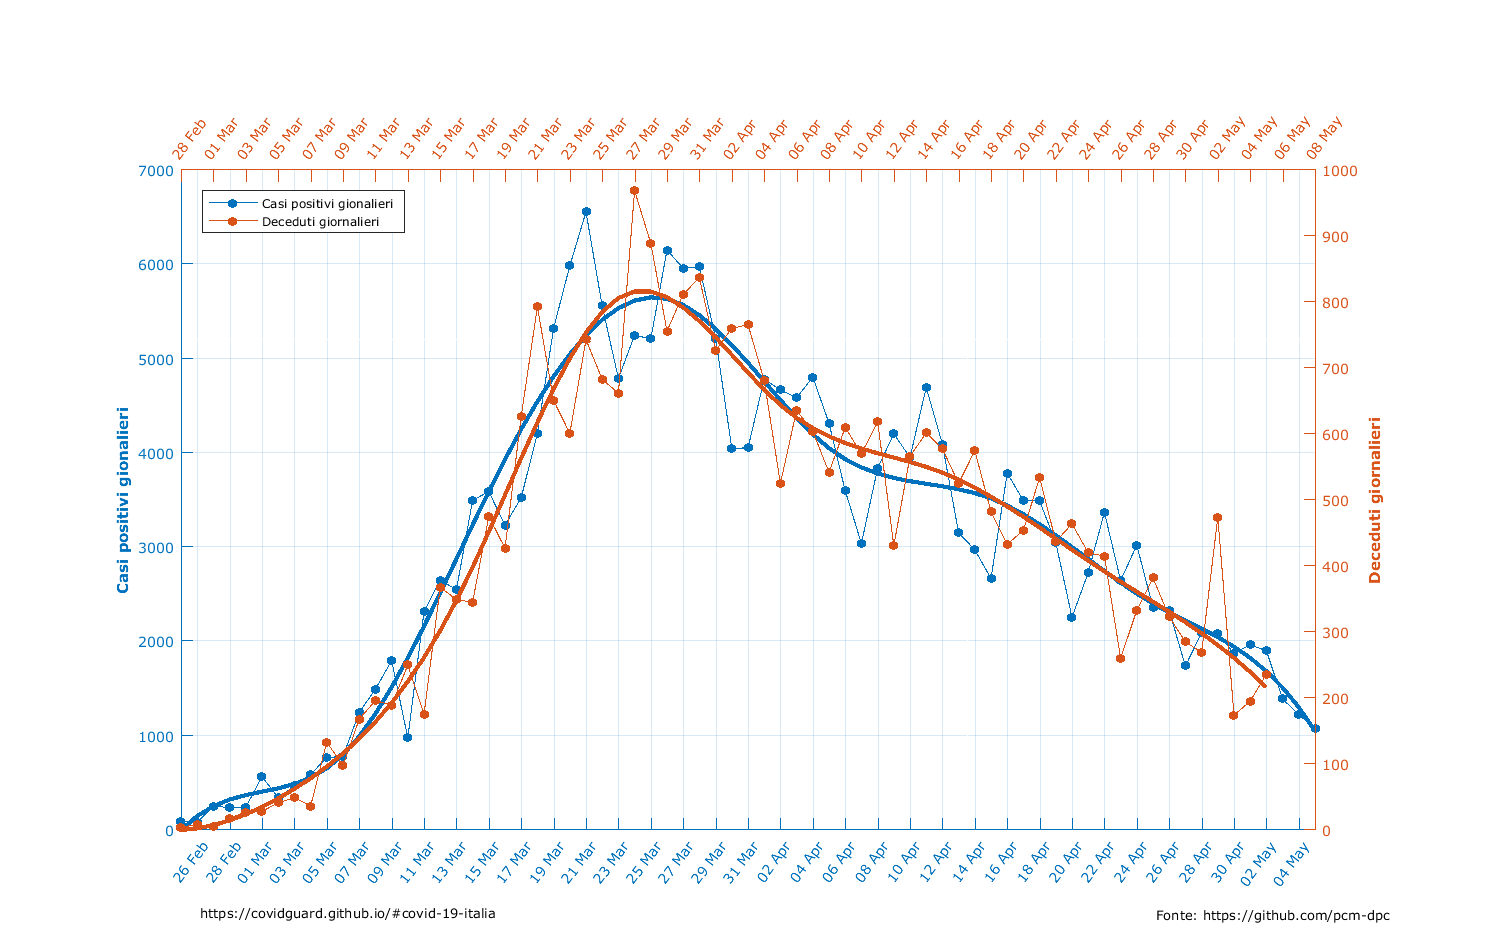 28 Feb
01 Mar
03 Mar
05 Mar
07 Mar
09 Mar
11 Mar
13 Mar
15 Mar
17 Mar
19 Mar
21 Mar
23 Mar
25 Mar
27 Mar
29 Mar
31 Mar
02 Apr
04 Apr
06 Apr
08 Apr
10 Apr
12 Apr
14 Apr
16 Apr
18 Apr
20 Apr
22 Apr
24 Apr
26 Apr
28 Apr
30 Apr
02 May
04 May
06 May
08 May
7000
6000
5000
4000
3000
2000
1000
0
Casi positivi gionalieri
Casi positivi gionalieri
Deceduti giornalieri
1000
900
800
700
600
500
400
300
200
100
0
Deceduti giornalieri
26 Feb
28 Feb
01 Mar
03 Mar
05 Mar
07 Mar
09 Mar
11 Mar
13 Mar
15 Mar
17 Mar
19 Mar
21 Mar
23 Mar
25 Mar
27 Mar
29 Mar
31 Mar
02 Apr
04 Apr
06 Apr
08 Apr
10 Apr
12 Apr
14 Apr
16 Apr
18 Apr
20 Apr
22 Apr
24 Apr
26 Apr
28 Apr
30 Apr
02 May
04 May
https://covidguard.github.io/#covid-19-italia
Fonte: https://github.com/pcm-dpc